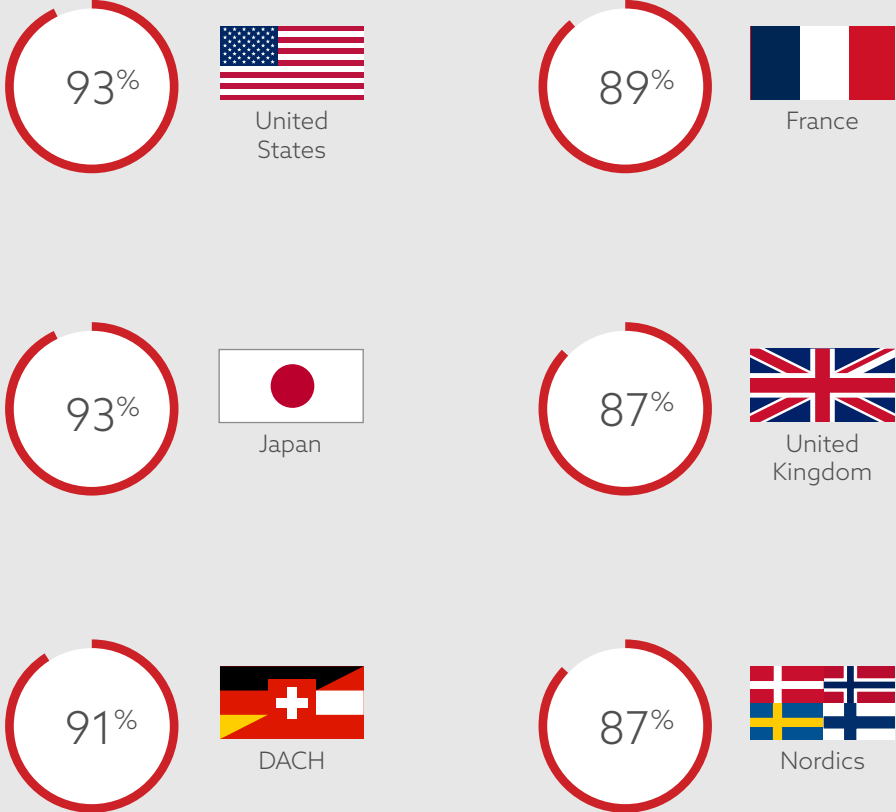 93%
United
States
89%
France
93%
Japan
87%
United
Kingdom
91%
DACH
87%
Nordics